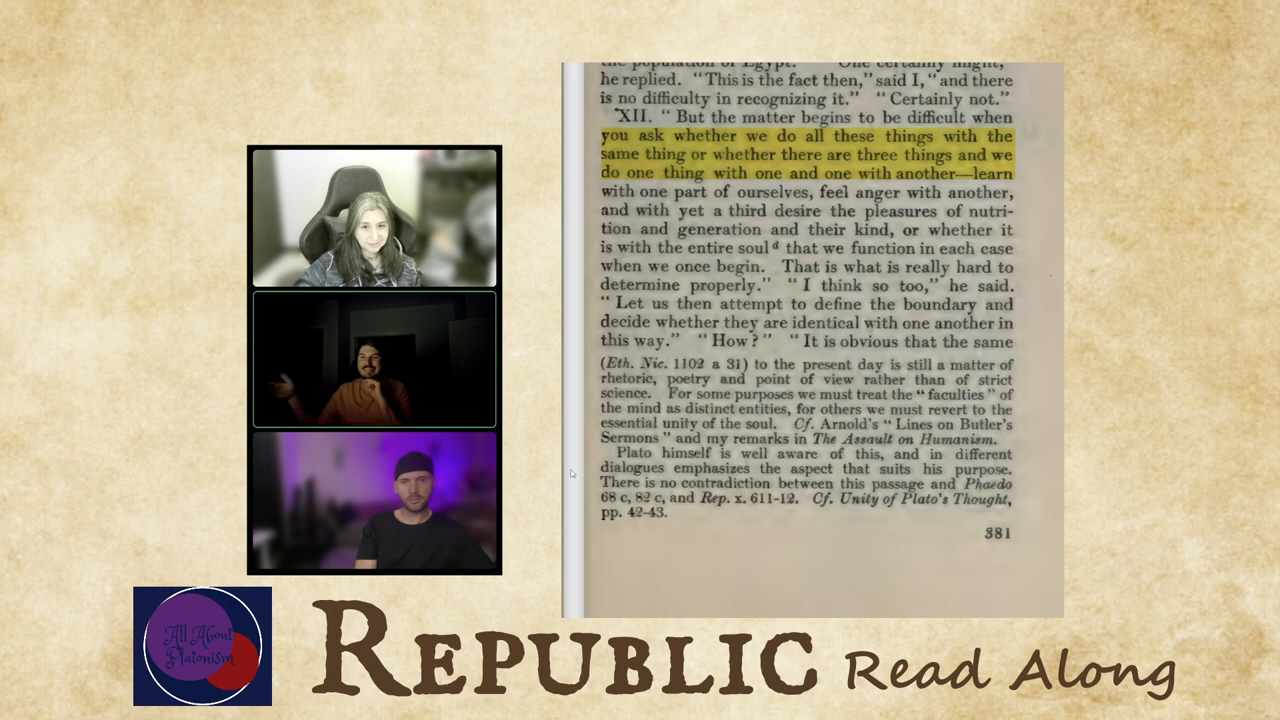 the population of Egypt." "One certainly might,"
he replied. "This is the fact then," said I, "and there
is no difficulty in recognizing it." "Certainly not."
XII. "But the matter begins to be difficult when
you ask whether we do all these things with the
same thing or whether there are three things and we
do one thing with one and one with another—learn
with one part of ourselves, feel anger with another,
and with yet a third desire the pleasures of nutri-
tion and generation and their kind, or whether it
is with the entire soul d that we function in each case
when we once begin. That is what is really hard to
determine properly." "I think so too," he said.
"Let us then attempt to define the boundary and
decide whether they are identical with one another in
this way." "How?" "It is obvious that the same
(Eth. Nic. 1102 a 31) to the present day is still a matter of
rhetoric, poetry and point of view rather than of strict
science. For some purposes we must treat the "faculties" of
the mind as distinct entities, for others we must revert to the
essential unity of the soul. Cf. Arnold's "Lines on Butler's
Sermons" and my remarks in The Assault on Humanism.
Plato himself is well aware of this, and in different
dialogues emphasizes the aspect that suits his purpose.
There is no contradiction between this passage and Phaedo
68 c, 82 c, and Rep. x. 611-12. Cf. Unity of Plato's Thought,
pp. 42-43.
381
All About
Platonism
REPUBLIC Read Along